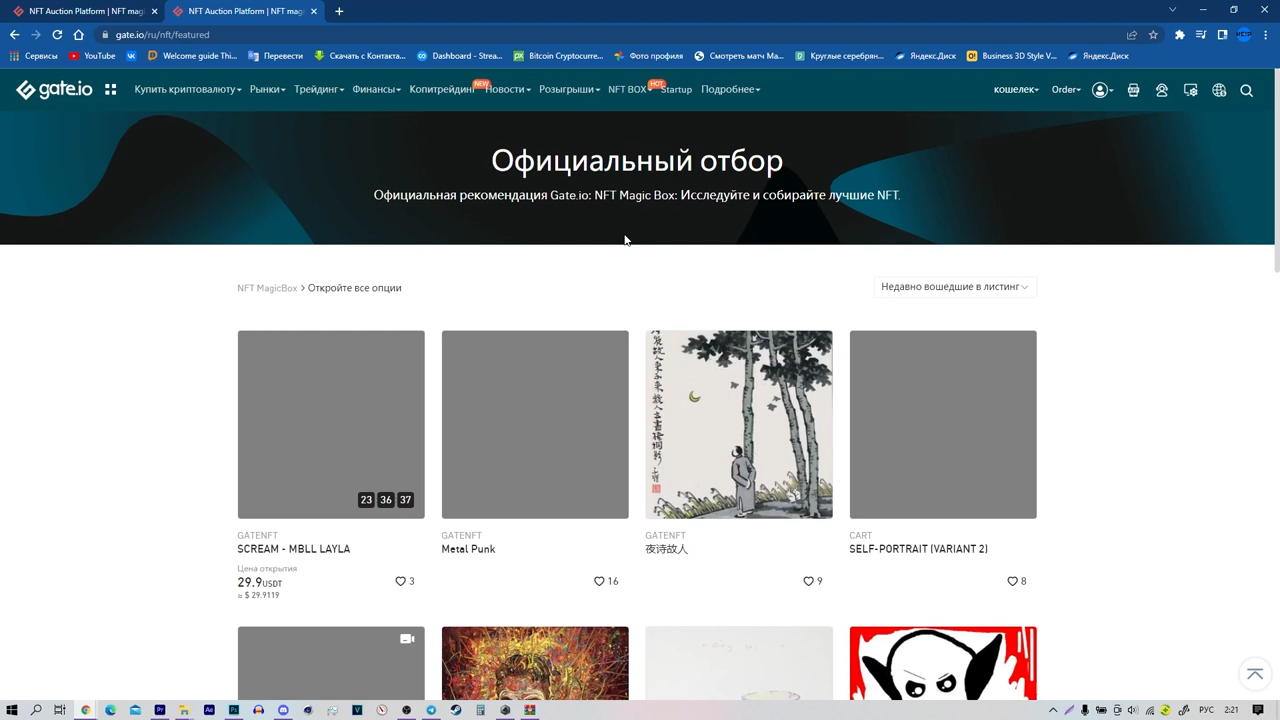 NFT Auction Platform | NFT mag
NFT Auction Platform | NFT mag
gate.io/ru/nft/featured
Сервисы
YouTube
Welcome guide Thi...
Перевести
Скачать с Контакта...
Dashboard - Strea...
Bitcoin Cryptocurre...
Фото профиля
Смотреть матч Ма...
Круглые серебрян...
Яндекс.Диск
Business 3D Style V...
Яндекс.Диск
gate.io
Купить криптовалюту
Рынки
Трейдинг
Финансы
Копитрейдин
NEW
Новости
Розыгрыши
NFT BOX
HOT
Startup
Подробнее
кошелек
Order
Официальный отбор
Официальная рекомендация Gate.io: NFT Magic Box: Исследуйте и собирайте лучшие NFT.
NFT MagicBox > Откройте все опции
Недавно вошедшие в листинг
23 36 37
GATENFT
SCREAM - MBLL LAYLA
Цена открытия
29.9USDT
≈ $ 29.9119
3
GATENFT
Metal Punk
16
GATENFT
夜诗故人
9
CART
SELF-PORTRAIT (VARIANT 2)
8
РУС
2:21